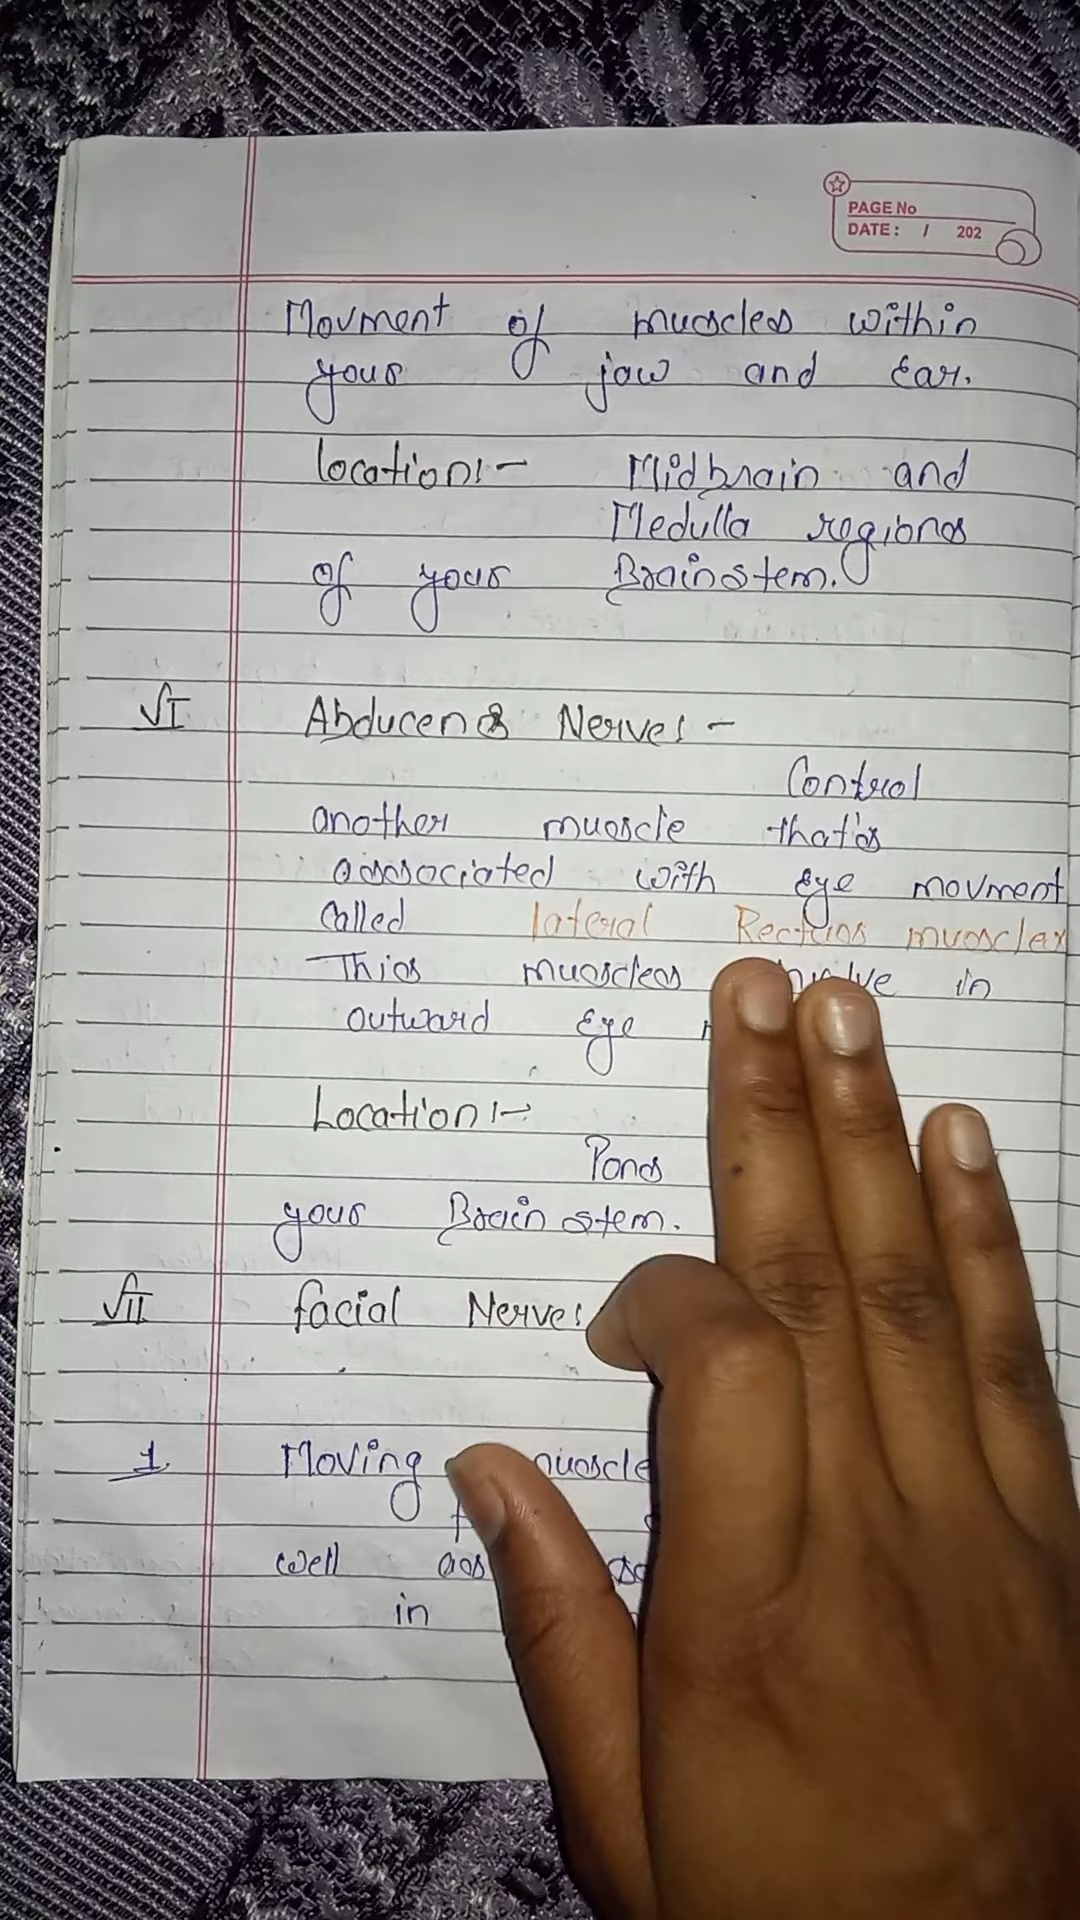 PAGE No
DATE: / 202
Movment of muscles within
your jaw and Ear.
location:- Midbrain and
Medulla regions
of your Brainstem.
VI Abducens Nerve:-
Control
another muscle that's
associated with Eye movment
Called lateral Rectus
This muscles in
outward Eye
Location:-
Pons
your Brain stem.
VII facial Nerve:
1 Moving
well as
in